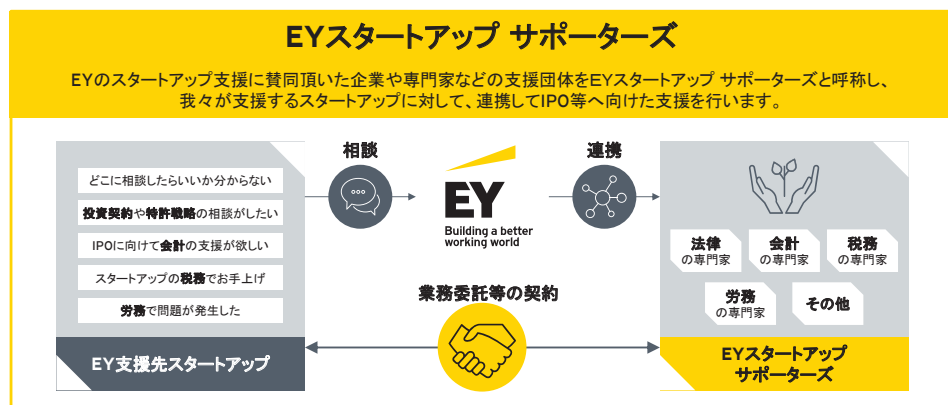 EYスタートアップ サポーターズ
EYのスタートアップ支援に賛同頂いた企業や専門家などの支援団体をEYスタートアップ サポーターズと呼称し、
我々が支援するスタートアップに対して、連携してIPO等へ向けた支援を行います。
どこに相談したらいいか分からない
投資契約や特許戦略の相談がしたい
IPOに向けて会計の支援が欲しい
スタートアップの税務でお手上げ
労務で問題が発生した
EY支援先スタートアップ
相談
EY
Building a better
working world
連携
業務委託等の契約
法律
の専門家
会計
の専門家
税務
の専門家
労務
の専門家
その他
EYスタートアップ
サポーターズ